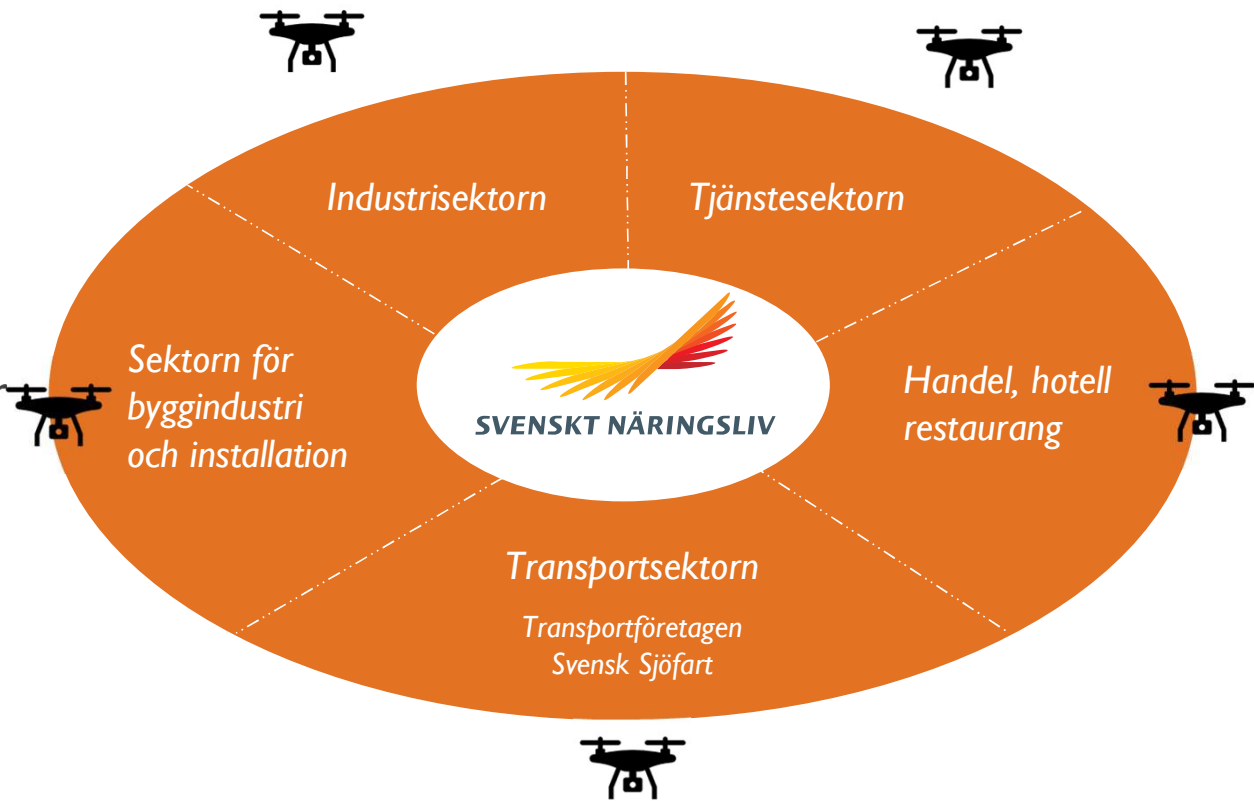 Industrisektorn
Tjänstesektorn
Sektorn för
byggindustri
och installation
SVENSKT NÄRINGSLIV
Handel, hotell
restaurang
Transportsektorn
Transportföretagen
Svensk Sjöfart